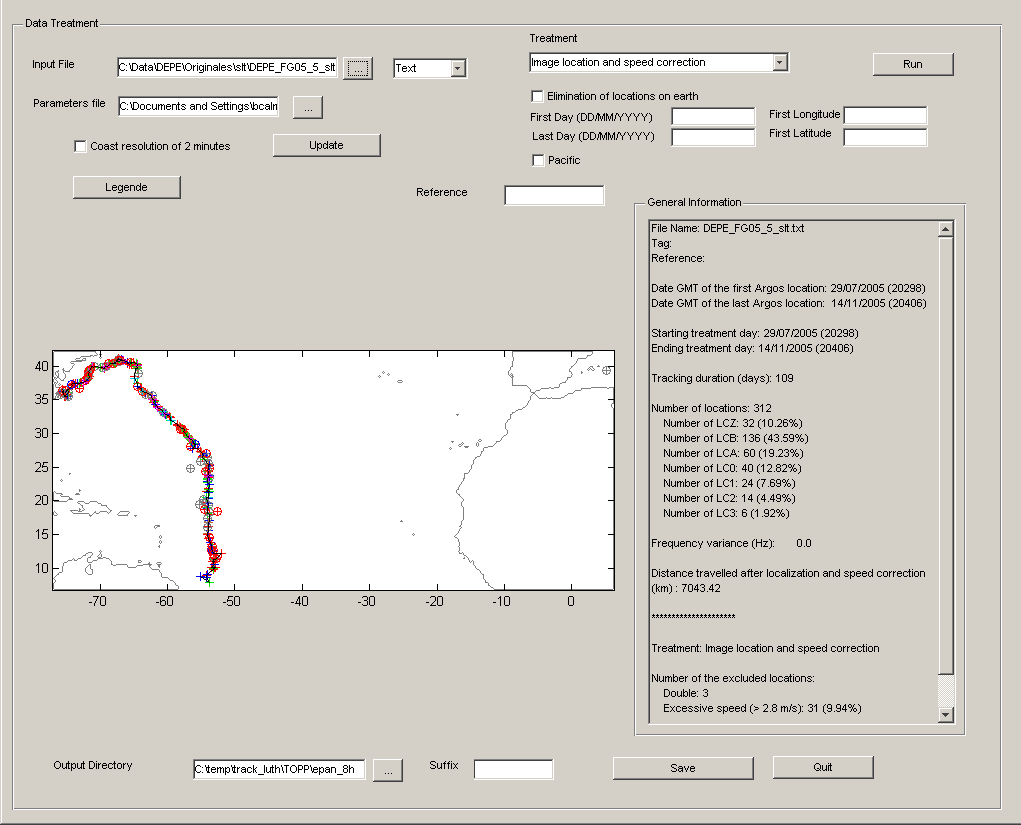 Data Treatment
Input File
C:\Data\DEPE\Originales\slt\DEPE_FG05_5_slt
...
Text
Parameters file
C:\Documents and Settings\bcalm
...
Coast resolution of 2 minutes
Update
Legende
Treatment
Image location and speed correction
Run
Elimination of locations on earth
First Day (DD/MM/YYYY)
First Longitude
Last Day (DD/MM/YYYY)
First Latitude
Pacific
Reference
General Information
File Name: DEPE_FG05_5_slt.txt
Tag:
Reference:
Date GMT of the first Argos location: 29/07/2005 (20298)
Date GMT of the last Argos location: 14/11/2005 (20406)
Starting treatment day: 29/07/2005 (20298)
Ending treatment day: 14/11/2005 (20406)
Tracking duration (days): 109
Number of locations: 312
Number of LCZ: 32 (10.26%)
Number of LCB: 136 (43.59%)
Number of LCA: 60 (19.23%)
Number of LC0: 40 (12.82%)
Number of LC1: 24 (7.69%)
Number of LC2: 14 (4.49%)
Number of LC3: 6 (1.92%)
Frequency variance (Hz): 0.0
Distance travelled after localization and speed correction
(km) : 7043.42
*********************
Treatment: Image location and speed correction
Number of the excluded locations:
Double: 3
Excessive speed (> 2.8 m/s): 31 (9.94%)
40
35
30
25
20
15
10
-70 -60 -50 -40 -30 -20 -10 0
Output Directory
C:\temp\track_luth\TOPP\epan_8h
...
Suffix
Save
Quit